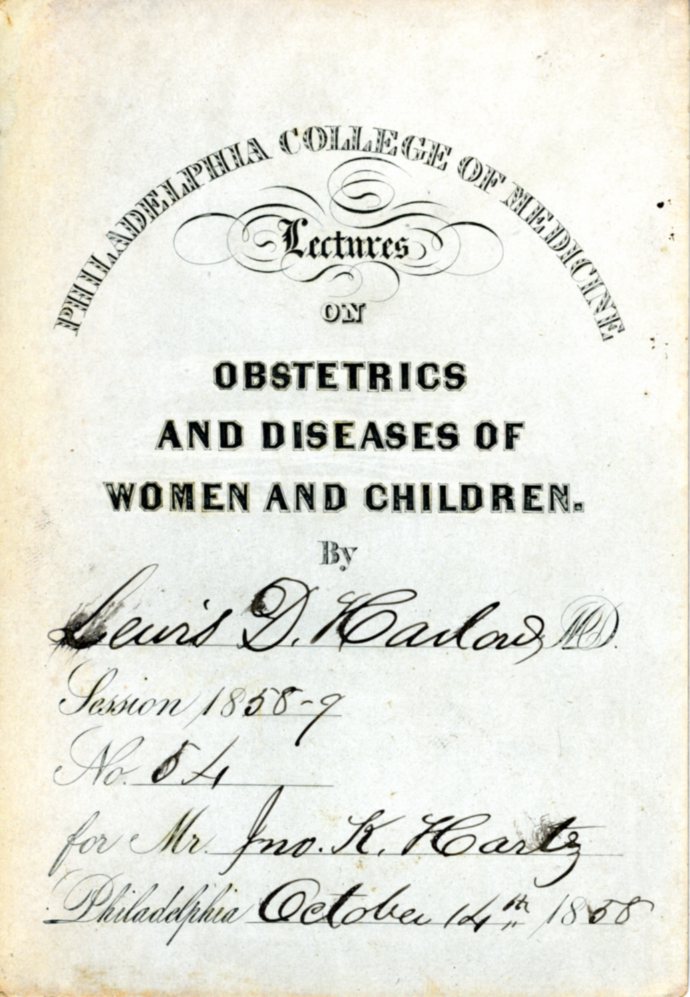 PHILADELPHIA COLLEGE OF MEDICINE
Lectures
ON
OBSTETRICS
AND DISEASES OF
WOMEN AND CHILDREN.
By
Lewis D. Harlow, MD.
Session 1858-9
No. 54
for Mr. Jno. K. Hartz
Philadelphia October 14th 1858